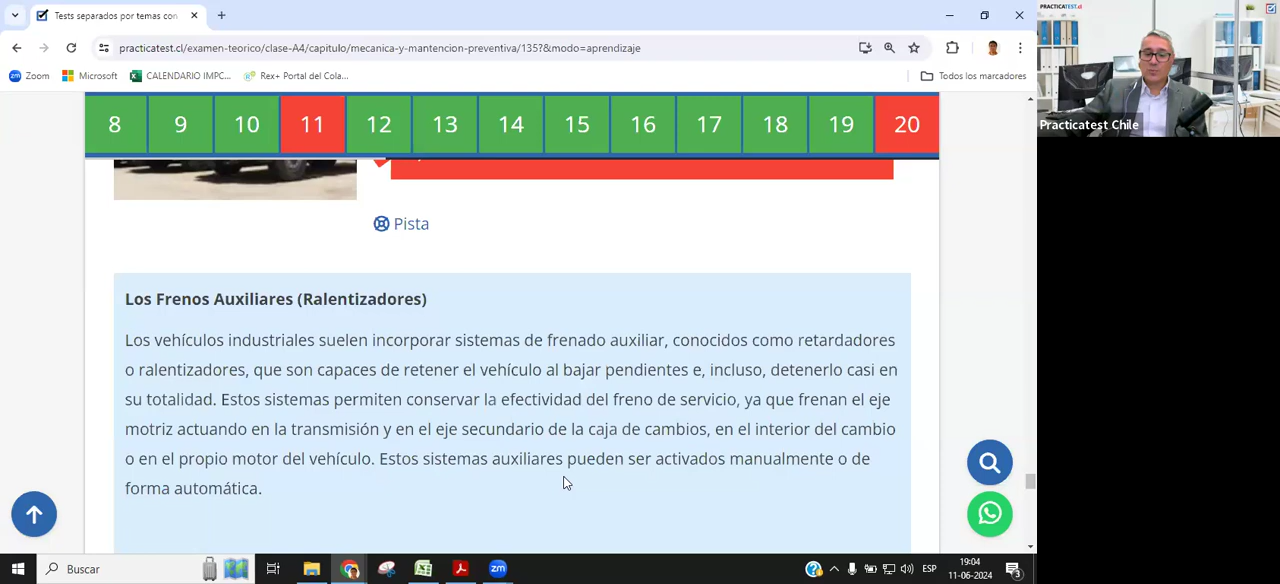 Tests separados por temas con
practicatest.cl/examen-teorico/clase-A4/capitulo/mecanica-y-mantencion-preventiva/135?&modo=aprendizaje
Zoom
Microsoft
CALENDARIO IMPC...
Rex+ Portal del Cola...
Todos los marcadores
8 9 10 11 12 13 14 15 16 17 18 19 20
Pista
Los Frenos Auxiliares (Ralentizadores)
Los vehículos industriales suelen incorporar sistemas de frenado auxiliar, conocidos como retardadores
o ralentizadores, que son capaces de retener el vehículo al bajar pendientes e, incluso, detenerlo casi en
su totalidad. Estos sistemas permiten conservar la efectividad del freno de servicio, ya que frenan el eje
motriz actuando en la transmisión y en el eje secundario de la caja de cambios, en el interior del cambio
o en el propio motor del vehículo. Estos sistemas auxiliares pueden ser activados manualmente o de
forma automática.
PRACTICATEST.cl
Practicatest Chile
Buscar
zm
ESP
19:04
11-06-2024
3